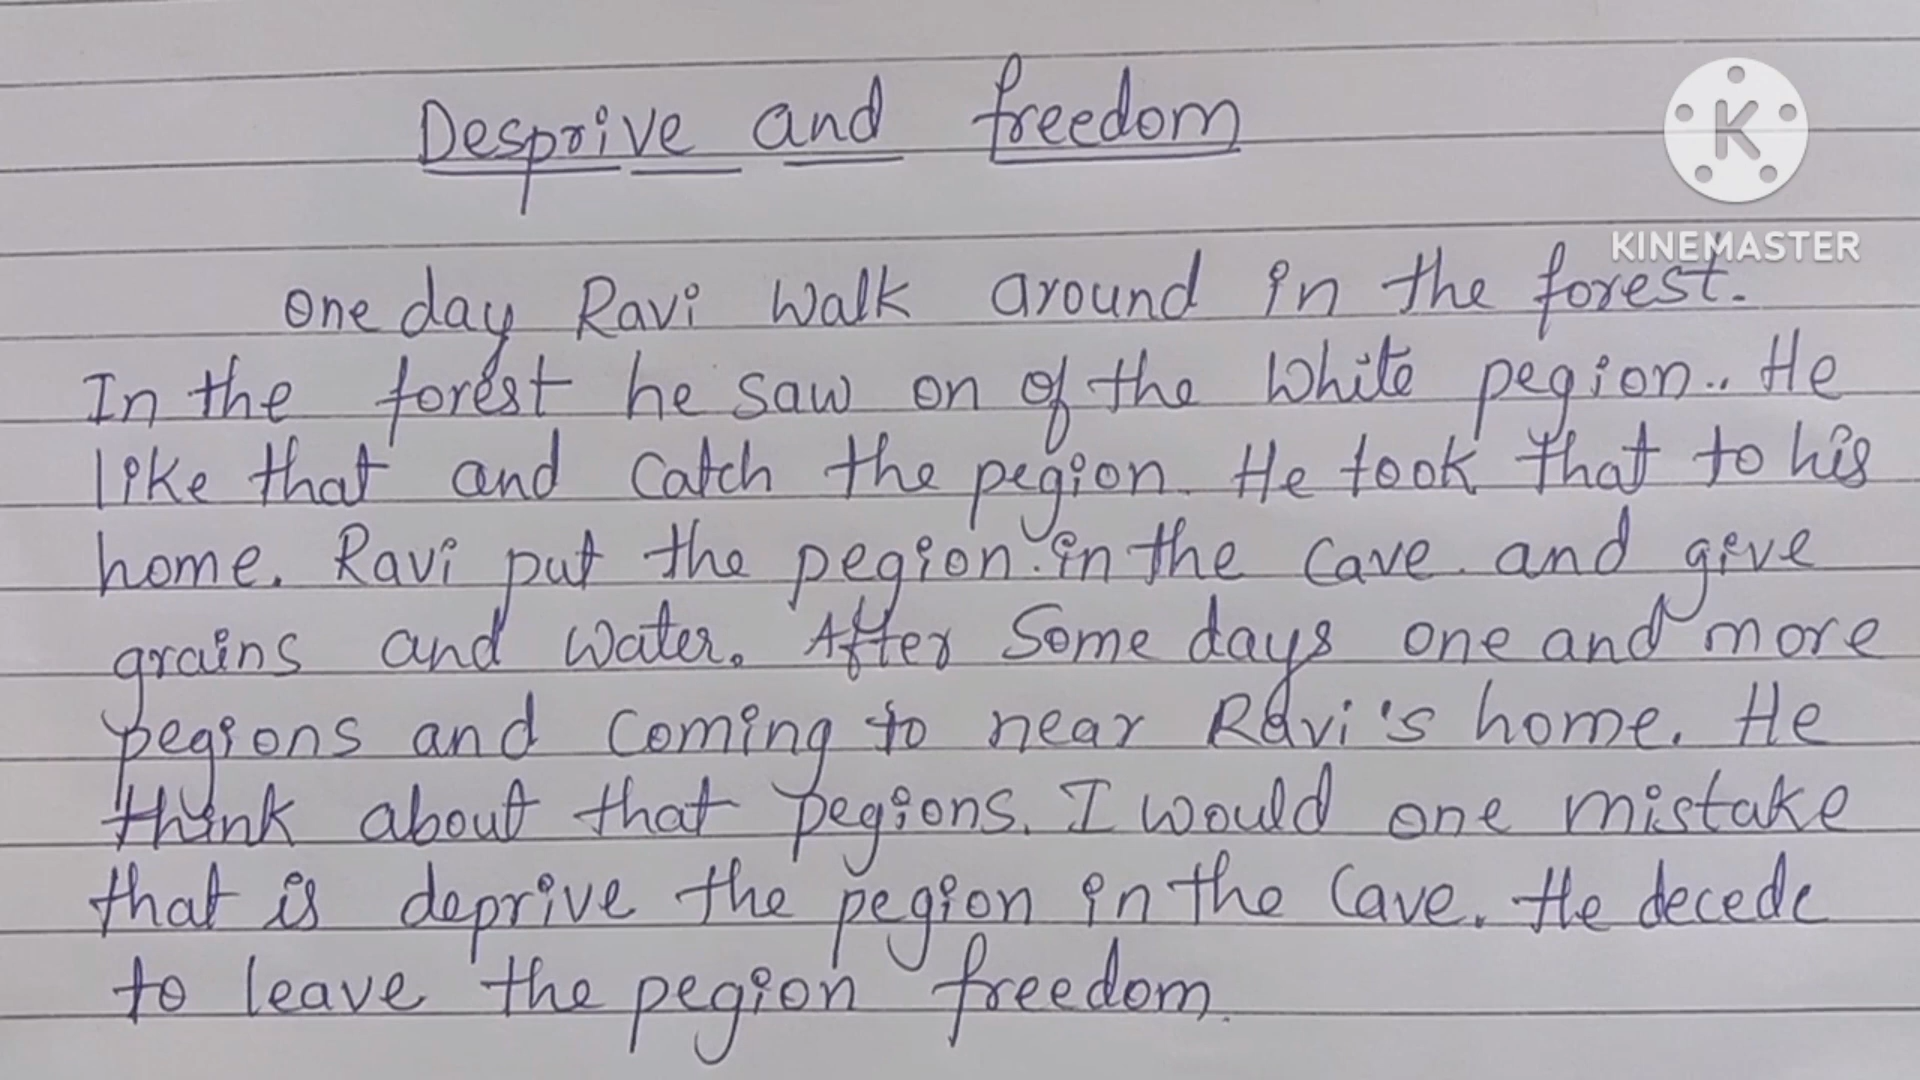 Desprive and freedom
KINEMASTER
One day Ravi walk around in the forest.
In the forest he saw on of the white pegion.. He
like that and catch the pegion. He took that to his
home. Ravi put the pegion in the cave and give
grains and water. After some days one and more
pegions and coming to near Ravi's home. He
think about that pegions. I would one mistake
that is deprive the pegion in the cave. He decede
to leave the pegion freedom.